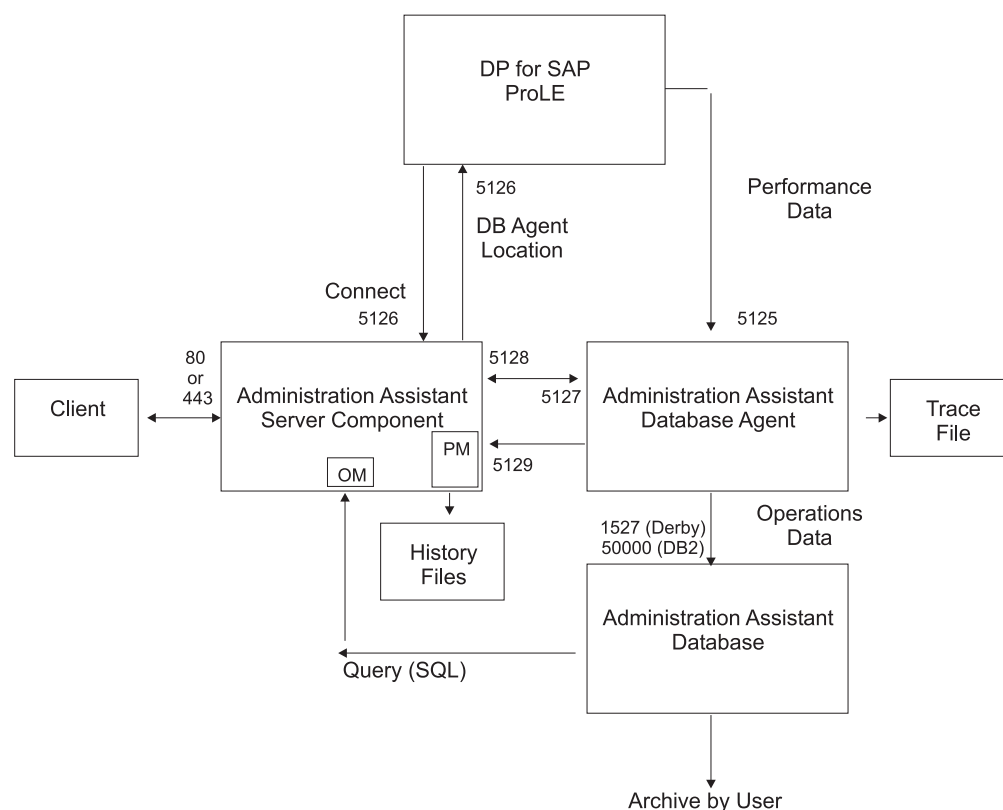 DP for SAP
ProLE
5126
DB Agent
Location
Performance
Data
Connect
5126
5125
80
or
443
Client
Administration Assistant
Server Component
PM
OM
5128
5127
5129
Administration Assistant
Database Agent
Trace
File
History
Files
1527 (Derby)
50000 (DB2)
Operations
Data
Administration Assistant
Database
Query (SQL)
Archive by User